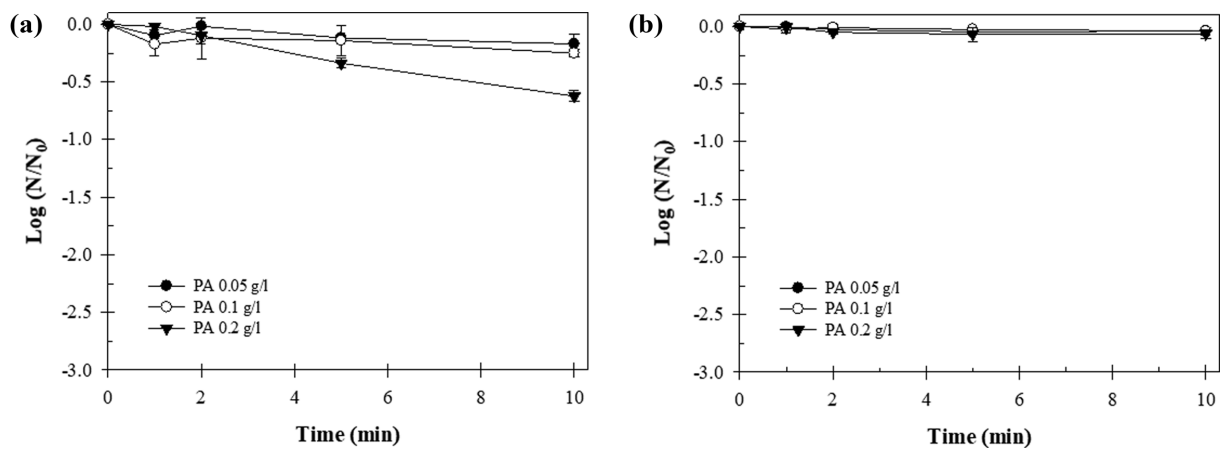 (a)
0.0
-0.5
-1.0
-1.5
-2.0
-2.5
-3.0
Log (N/N0)
PA 0.05 g/l
PA 0.1 g/l
PA 0.2 g/l
0 2 4 6 8 10
Time (min)
(b)
0.0
-0.5
-1.0
-1.5
-2.0
-2.5
-3.0
Log (N/N0)
PA 0.05 g/l
PA 0.1 g/l
PA 0.2 g/l
0 2 4 6 8 10
Time (min)